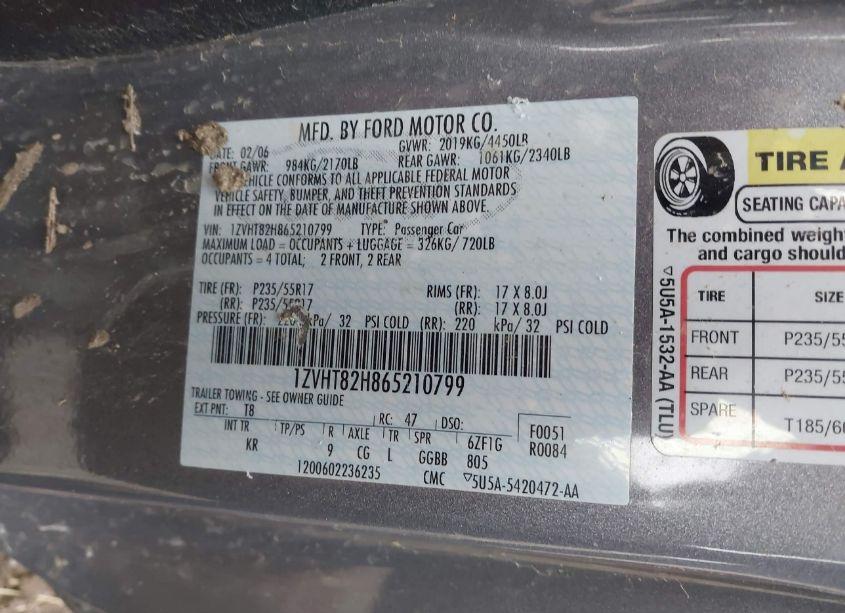 MFD. BY FORD MOTOR CO.
DATE: 02/06 GVWR: 2019KG/4450LB
FRONT GAWR: 984KG/2170LB REAR GAWR: 1061KG/2340LB
VEHICLE CONFORMS TO ALL APPLICABLE FEDERAL MOTOR
VEHICLE SAFETY, BUMPER, AND THEFT PREVENTION STANDARDS
IN EFFECT ON THE DATE OF MANUFACTURE SHOWN ABOVE.
VIN: 1ZVHT82H865210799 TYPE: Passenger Car
MAXIMUM LOAD = OCCUPANTS + LUGGAGE = 326KG/ 720LB
OCCUPANTS = 4 TOTAL; 2 FRONT, 2 REAR
TIRE (FR): P235/55R17 RIMS (FR): 17 X 8.0J
(RR): P235/55R17 (RR): 17 X 8.0J
PRESSURE (FR): 220 kPa/ 32 PSI COLD (RR): 220 kPa/ 32 PSI COLD
1ZVHT82H865210799
TRAILER TOWING - SEE OWNER GUIDE
EXT PNT: T8 RC: 47 DSO: F0051
INT TR TP/PS R AXLE TR SPR 6ZF1G R0084
KR 9 CG L GGBB 805
1200602236235 CMC ▽5U5A-5420472-AA
TIRE A
SEATING CAPA
The combined weight
and cargo should
TIRE SIZE
FRONT P235/55
REAR P235/55
SPARE T185/60
▽5U5A-1532-AA (TLU)